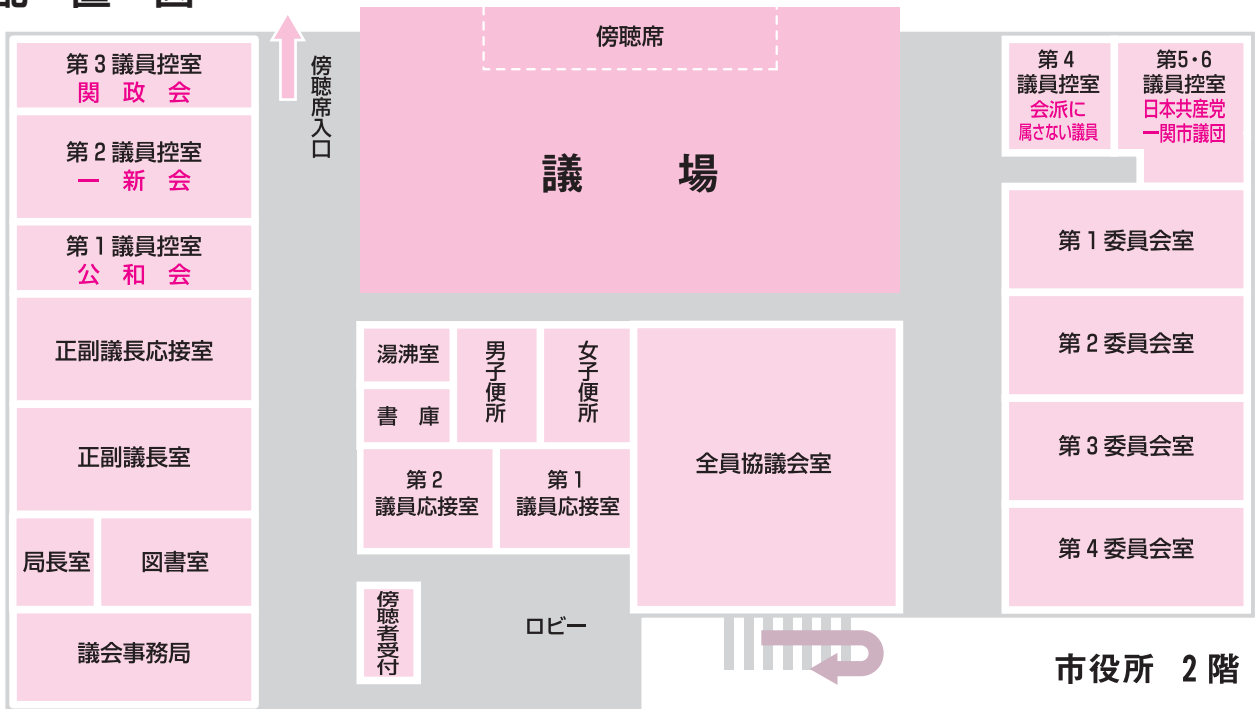 配置図
第3議員控室
関政会
第2議員控室
一新会
第1議員控室
公和会
正副議長応接室
正副議長室
局長室
図書室
議会事務局
傍聴席入口
傍聴席
議場
湯沸室
書庫
男子便所
女子便所
第2
議員応接室
第1
議員応接室
全員協議会室
傍聴者受付
ロビー
第4
議員控室
会派に
属さない議員
第5・6
議員控室
日本共産党
一関市議団
第1委員会室
第2委員会室
第3委員会室
第4委員会室
市役所 2階